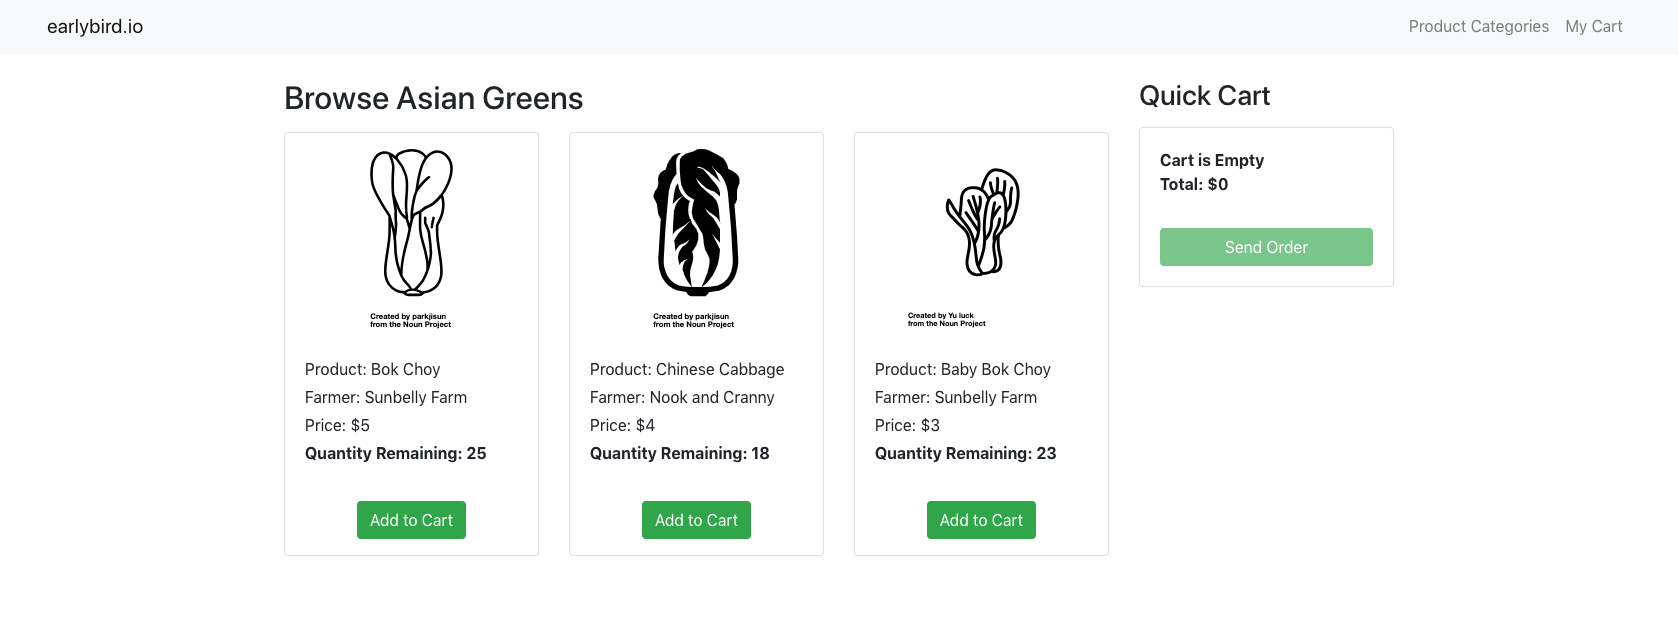 earlybird.io
Product Categories
My Cart
Browse Asian Greens
Created by parkjisun
from the Noun Project
Product: Bok Choy
Farmer: Sunbelly Farm
Price: $5
Quantity Remaining: 25
Add to Cart
Created by parkjisun
from the Noun Project
Product: Chinese Cabbage
Farmer: Nook and Cranny
Price: $4
Quantity Remaining: 18
Add to Cart
Created by Yu luck
from the Noun Project
Product: Baby Bok Choy
Farmer: Sunbelly Farm
Price: $3
Quantity Remaining: 23
Add to Cart
Quick Cart
Cart is Empty
Total: $0
Send Order